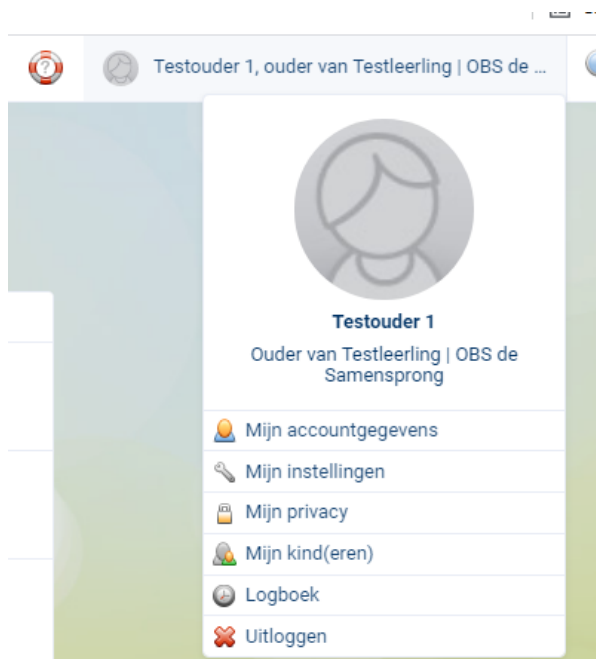 Testouder 1, ouder van Testleerling | OBS de ...
Testouder 1
Ouder van Testleerling | OBS de
Samensprong
Mijn accountgegevens
Mijn instellingen
Mijn privacy
Mijn kind(eren)
Logboek
Uitloggen